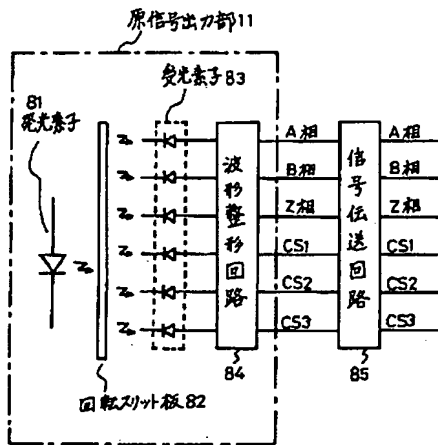 原信号出力部11
受光素子83
81
発光素子
波形整形回路
A相
B相
Z相
CS1
CS2
CS3
信号伝送回路
A相
B相
Z相
CS1
CS2
CS3
84
85
回転スリット板82